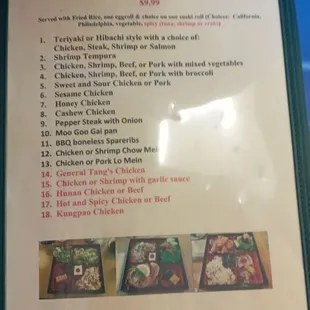 $9.99
Served with Fried Rice, one eggroll & choice on one sushi roll (Choices: California,
Philadelphia, vegetable, spicy tuna, shrimp or crab)
1. Teriyaki or Hibachi style with a choice of:
Chicken, Steak, Shrimp or Salmon
2. Shrimp Tempura
3. Chicken, Shrimp, Beef, or Pork with mixed vegetables
4. Chicken, Shrimp, Beef, or Pork with broccoli
5. Sweet and Sour Chicken or Pork
6. Sesame Chicken
7. Honey Chicken
8. Cashew Chicken
9. Pepper Steak with Onion
10. Moo Goo Gai pan
11. BBQ boneless Spareribs
12. Chicken or Shrimp Chow Mein
13. Chicken or Pork Lo Mein
14. General Tang's Chicken
15. Chicken or Shrimp with garlic sauce
16. Hunan Chicken or Beef
17. Hot and Spicy Chicken or Beef
18. Kungpao Chicken